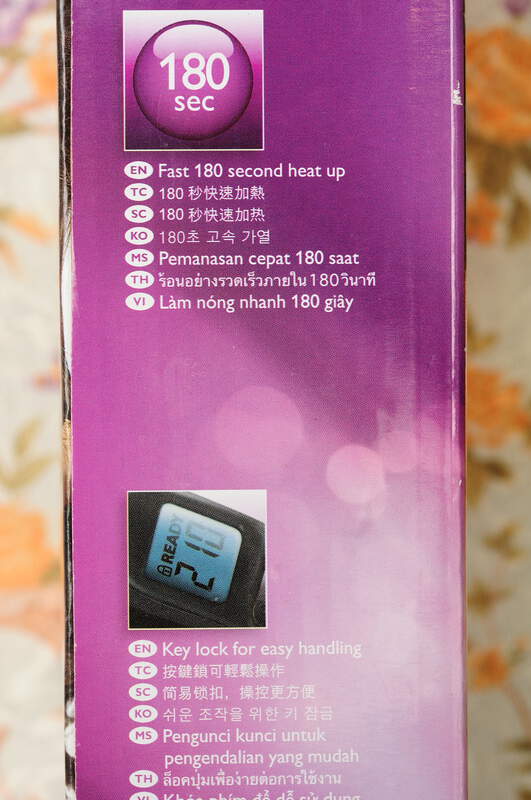 180
sec
EN Fast 180 second heat up
TC 180 秒快速加熱
SC 180 秒快速加热
KO 180초 고속 가열
MS Pemanasan cepat 180 saat
TH ร้อนอย่างรวดเร็วภายใน 180 วินาที
VI Làm nóng nhanh 180 giây
READY
210
EN Key lock for easy handling
TC 按鍵鎖可輕鬆操作
SC 简易锁扣，操控更方便
KO 쉬운 조작을 위한 키 잠금
MS Pengunci kunci untuk
pengendalian yang mudah
TH ล็อคปุ่มเพื่อง่ายต่อการใช้งาน
VI Khóa phím để dễ sử dụng